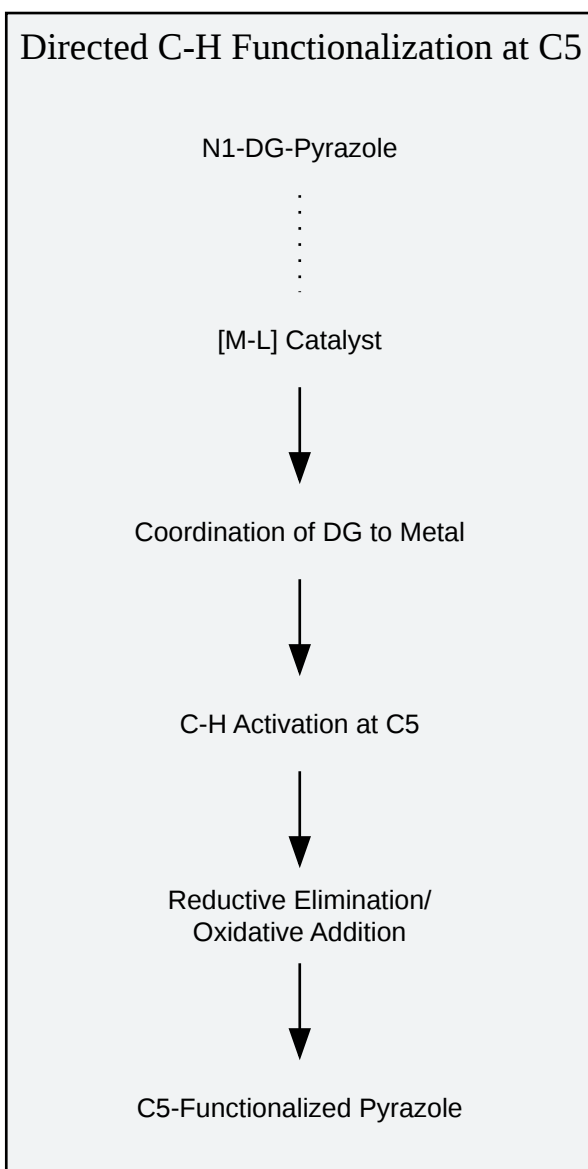 Directed C-H Functionalization at C5
N1-DG-Pyrazole
[M-L] Catalyst
Coordination of DG to Metal
C-H Activation at C5
Reductive Elimination/
Oxidative Addition
C5-Functionalized Pyrazole